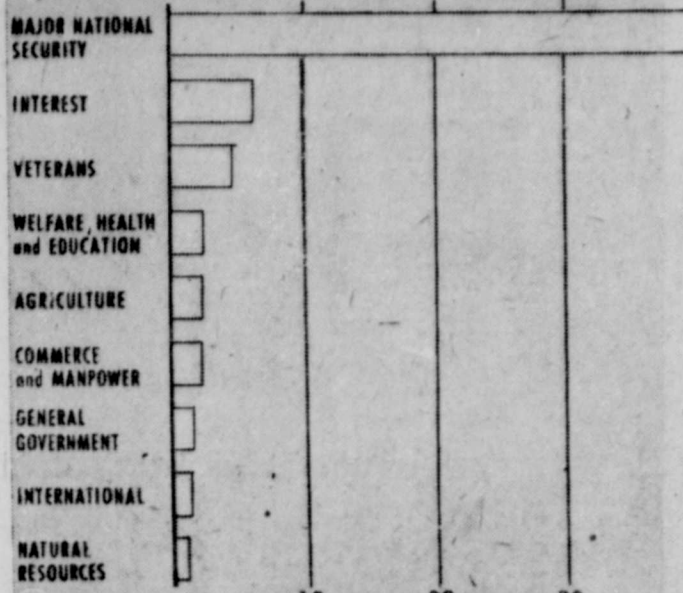 MAJOR NATIONAL
SECURITY
INTEREST
VETERANS
WELFARE, HEALTH
and EDUCATION
AGRICULTURE
COMMERCE
and MANPOWER
GENERAL
GOVERNMENT
INTERNATIONAL
NATURAL
RESOURCES